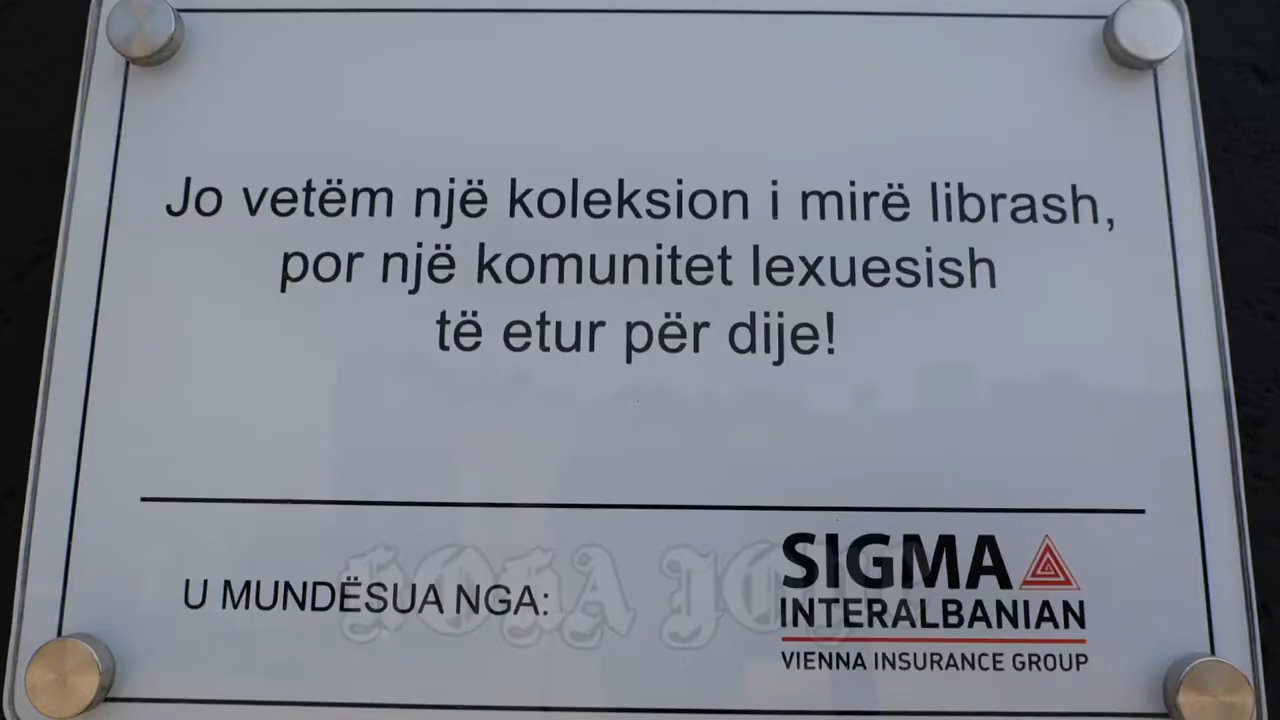 Jo vetëm një koleksion i mirë librash,
por një komunitet lexuesish
të etur për dije!
U MUNDËSUA NGA:
SIGMA
INTERALBANIAN
VIENNA INSURANCE GROUP